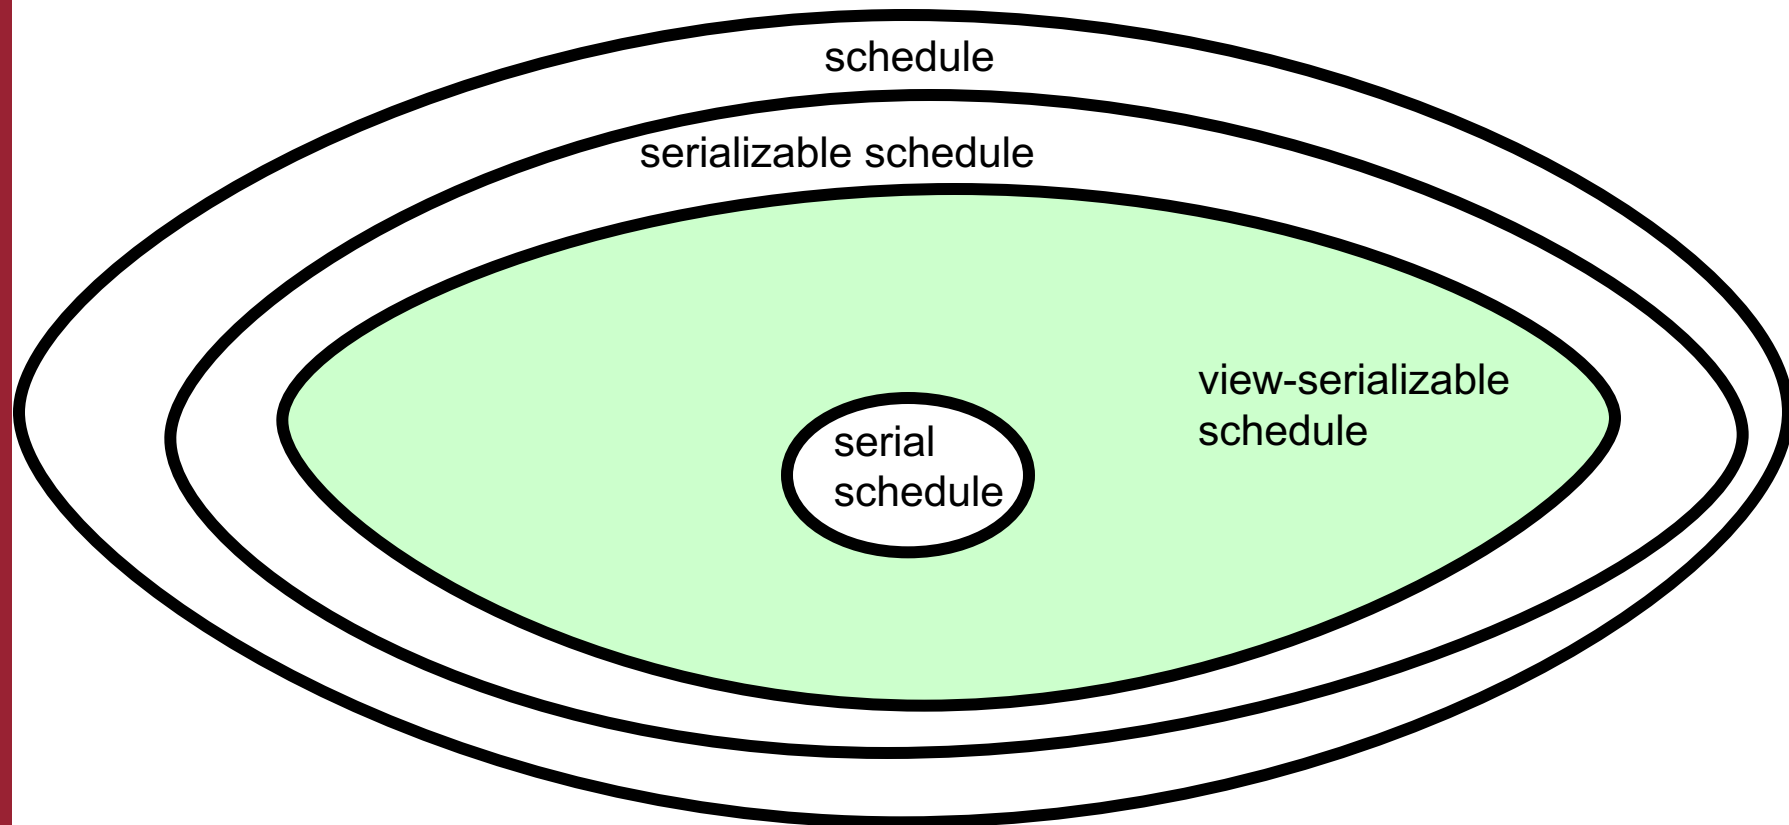 schedule
serializable schedule
view-serializable
schedule
serial
schedule